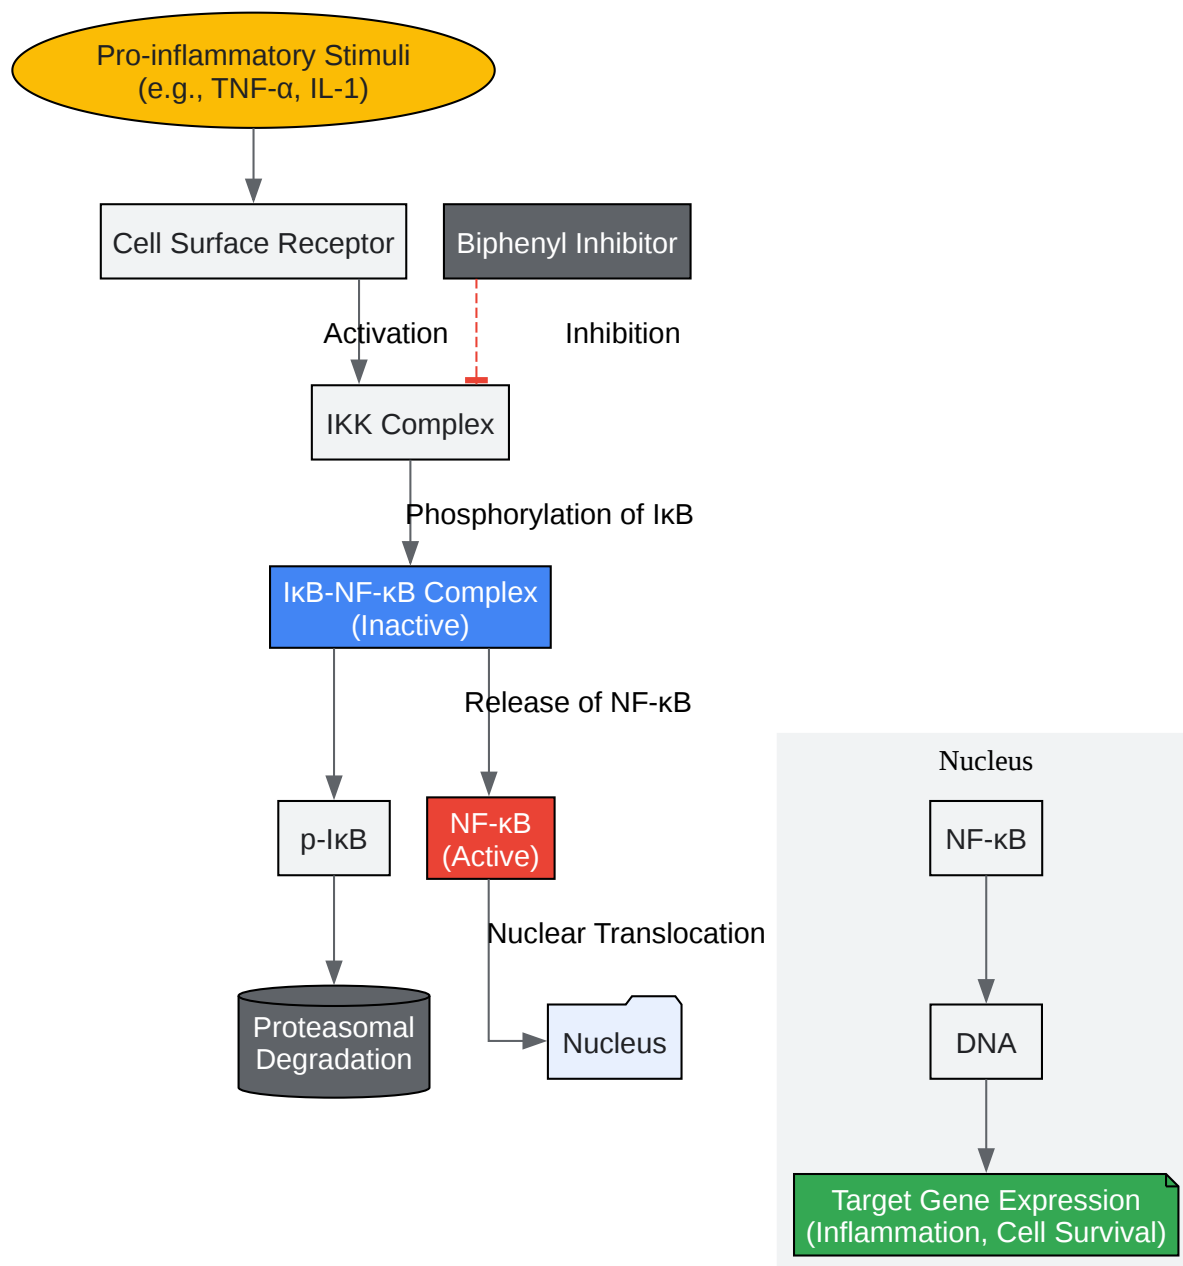 Pro-inflammatory Stimuli
(e.g., TNF-α, IL-1)
Cell Surface Receptor
Biphenyl Inhibitor
Activation
Inhibition
IKK Complex
Phosphorylation of IκB
IκB-NF-κB Complex
(Inactive)
Release of NF-κB
p-IκB
NF-κB
(Active)
Nuclear Translocation
Proteasomal
Degradation
Nucleus
Nucleus
NF-κB
DNA
Target Gene Expression
(Inflammation, Cell Survival)